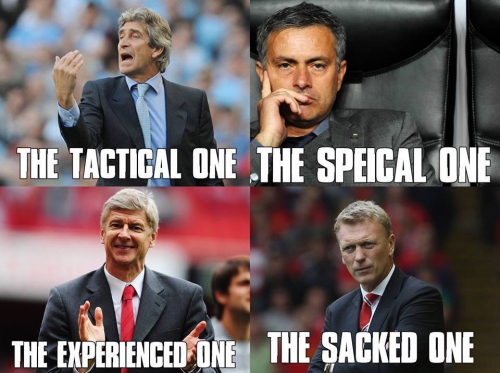 THE TACTICAL ONE
THE SPEICAL ONE
THE EXPERIENCED ONE
THE SACKED ONE